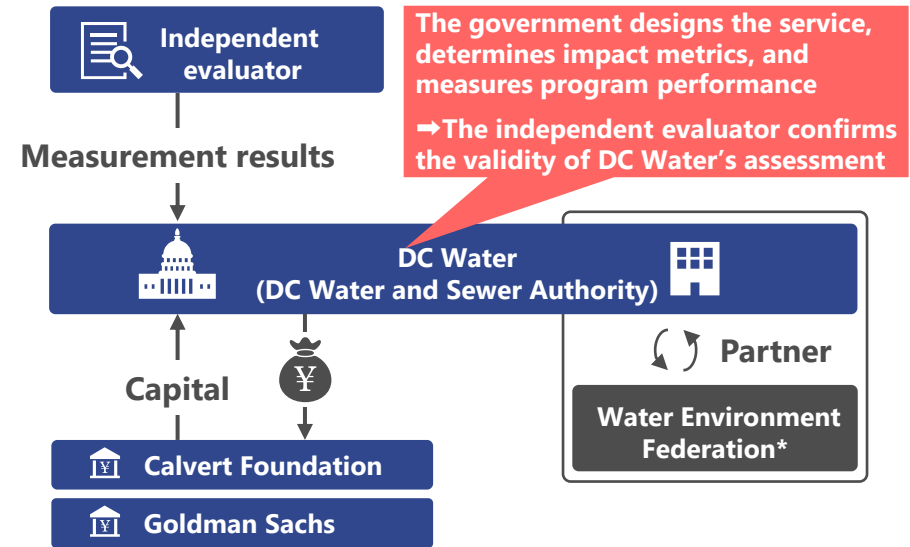 Independent
evaluator
The government designs the service,
determines impact metrics, and
measures program performance
➡The independent evaluator confirms
the validity of DC Water's assessment
Measurement results
DC Water
(DC Water and Sewer Authority)
Capital
¥
Partner
Water Environment
Federation*
¥
Calvert Foundation
¥
Goldman Sachs